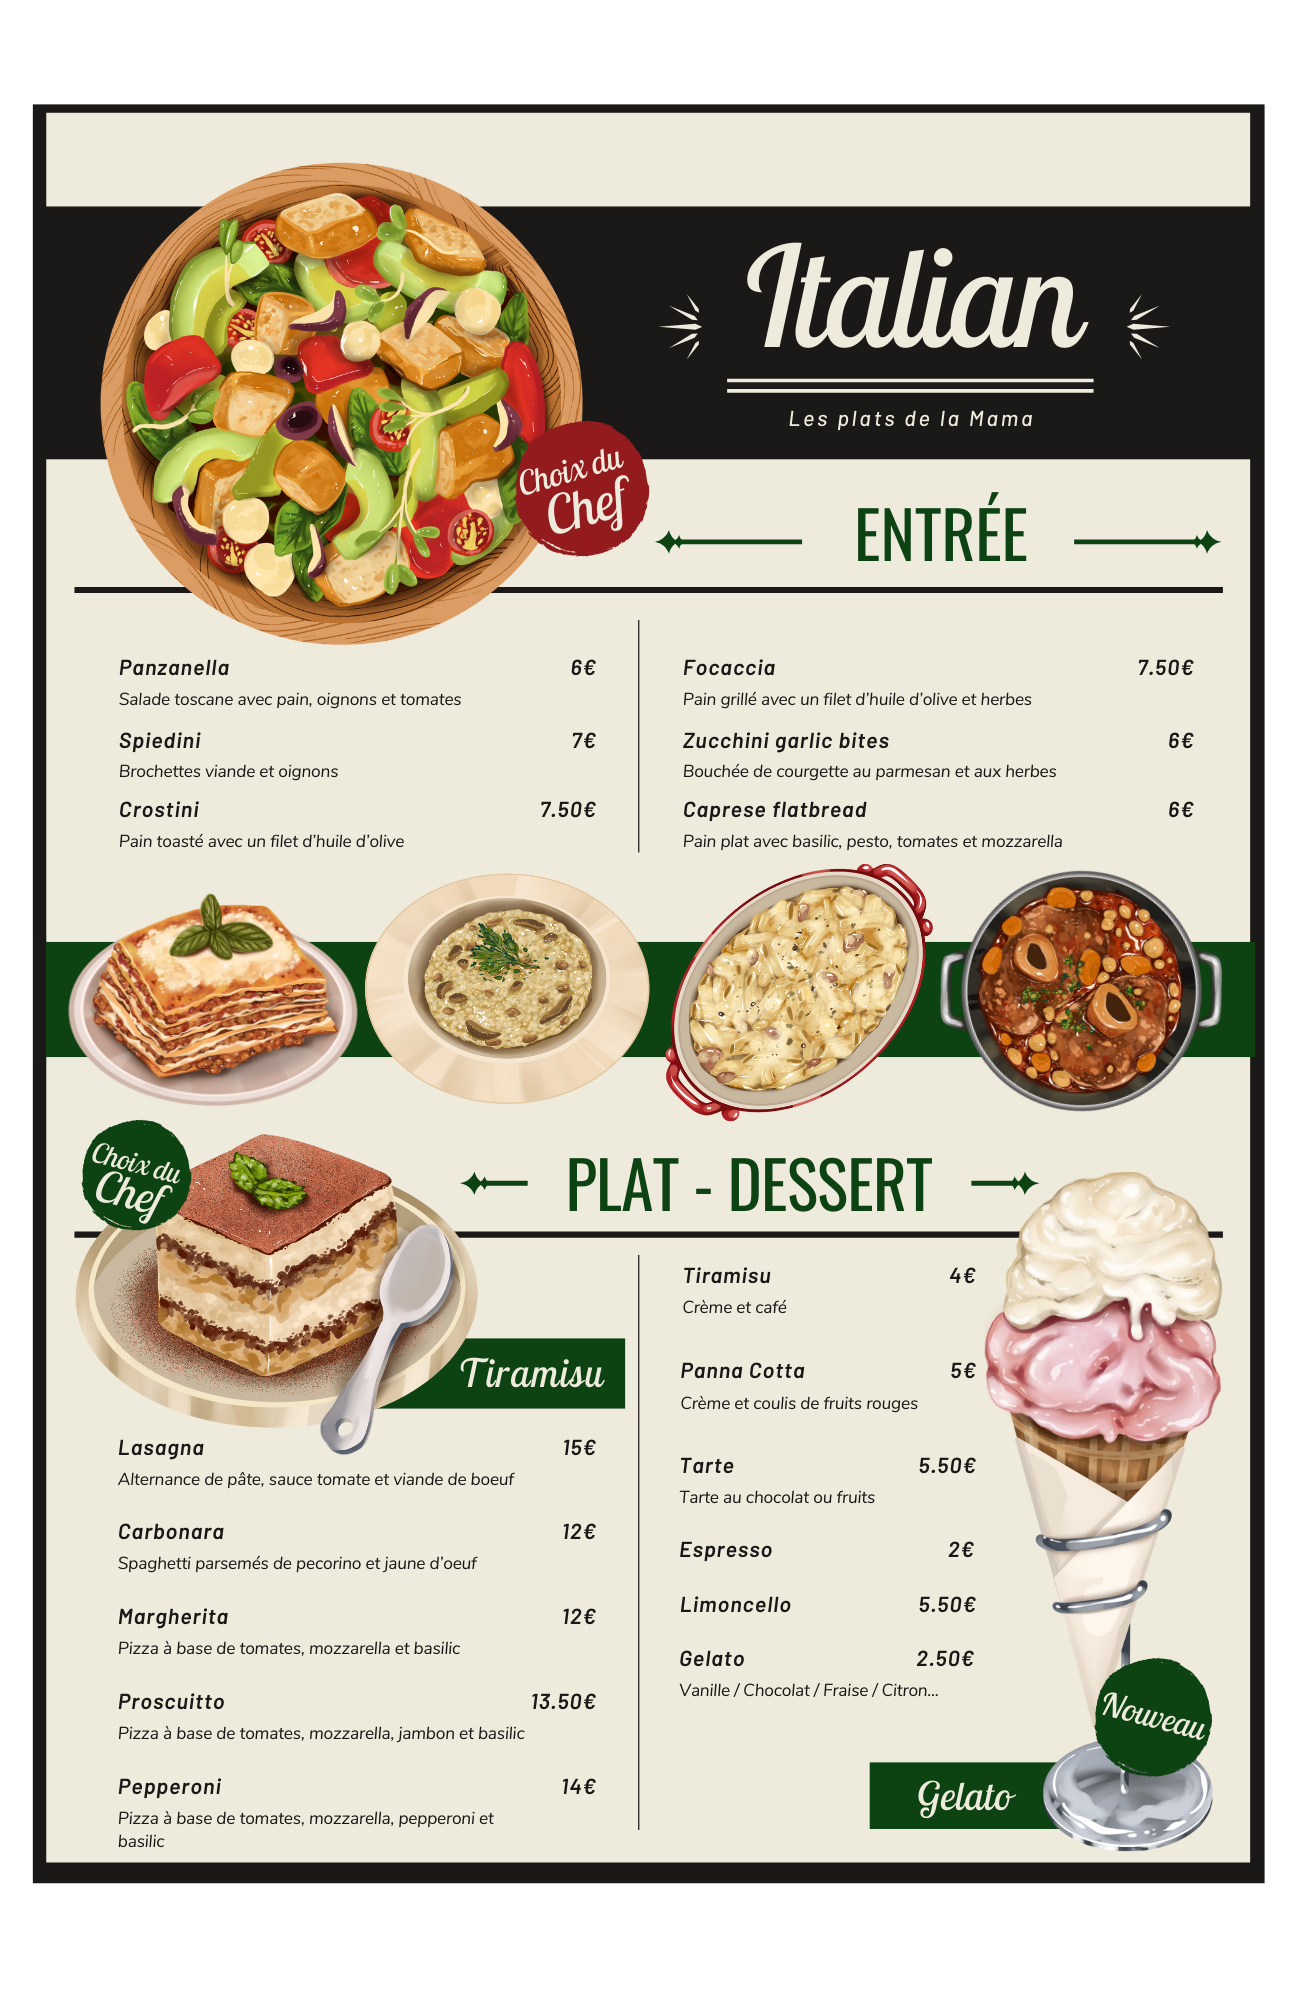 Italian
Les plats de la Mama
Choix du
Chef
ENTRÉE
Panzanella 6€
Salade toscane avec pain, oignons et tomates
Spiedini 7€
Brochettes viande et oignons
Crostini 7.50€
Pain toasté avec un filet d'huile d'olive
Focaccia 7.50€
Pain grillé avec un filet d'huile d'olive et herbes
Zucchini garlic bites 6€
Bouchée de courgette au parmesan et aux herbes
Caprese flatbread 6€
Pain plat avec basilic, pesto, tomates et mozzarella
Choix du
Chef
PLAT - DESSERT
Tiramisu
Lasagna 15€
Alternance de pâte, sauce tomate et viande de boeuf
Carbonara 12€
Spaghetti parsemés de pecorino et jaune d'oeuf
Margherita 12€
Pizza à base de tomates, mozzarella et basilic
Proscuitto 13.50€
Pizza à base de tomates, mozzarella, jambon et basilic
Pepperoni 14€
Pizza à base de tomates, mozzarella, pepperoni et
basilic
Tiramisu 4€
Crème et café
Panna Cotta 5€
Crème et coulis de fruits rouges
Tarte 5.50€
Tarte au chocolat ou fruits
Espresso 2€
Limoncello 5.50€
Gelato 2.50€
Vanille / Chocolat / Fraise / Citron...
Nouveau
Gelato